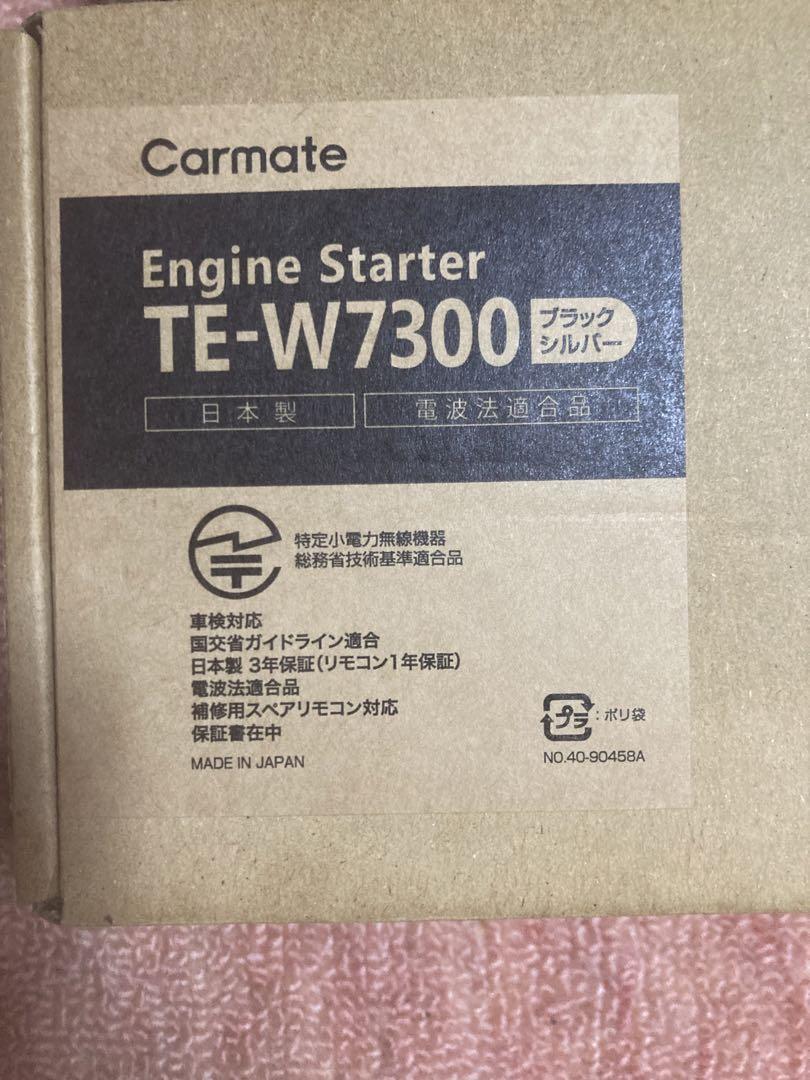 Carmate
Engine Starter
TE-W7300
ブラック
シルバー
日本製
電波法適合品
特定小電力無線機器
総務省技術基準適合品
車検対応
国交省ガイドライン適合
日本製 3年保証(リモコン1年保証)
電波法適合品
補修用スペアリモコン対応
保証書在中
MADE IN JAPAN
プラ:ポリ袋
NO.40-90458A